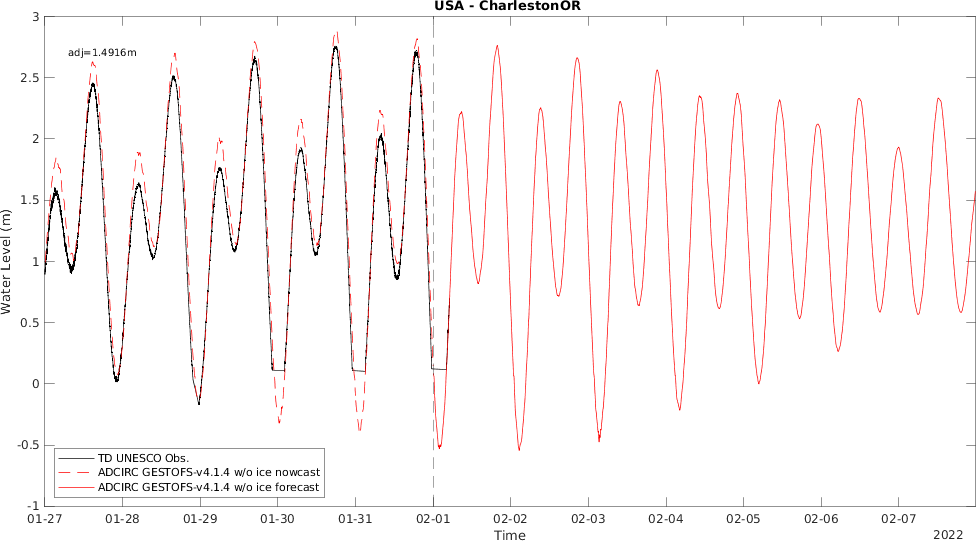 USA - CharlestonOR
adj=1.4916m
3
2.5
2
1.5
1
0.5
0
-0.5
-1
Water Level (m)
TD UNESCO Obs.
ADCIRC GESTOFS-v4.1.4 w/o ice nowcast
ADCIRC GESTOFS-v4.1.4 w/o ice forecast
01-27 01-28 01-29 01-30 01-31 02-01 02-02 02-03 02-04 02-05 02-06 02-07
Time
2022